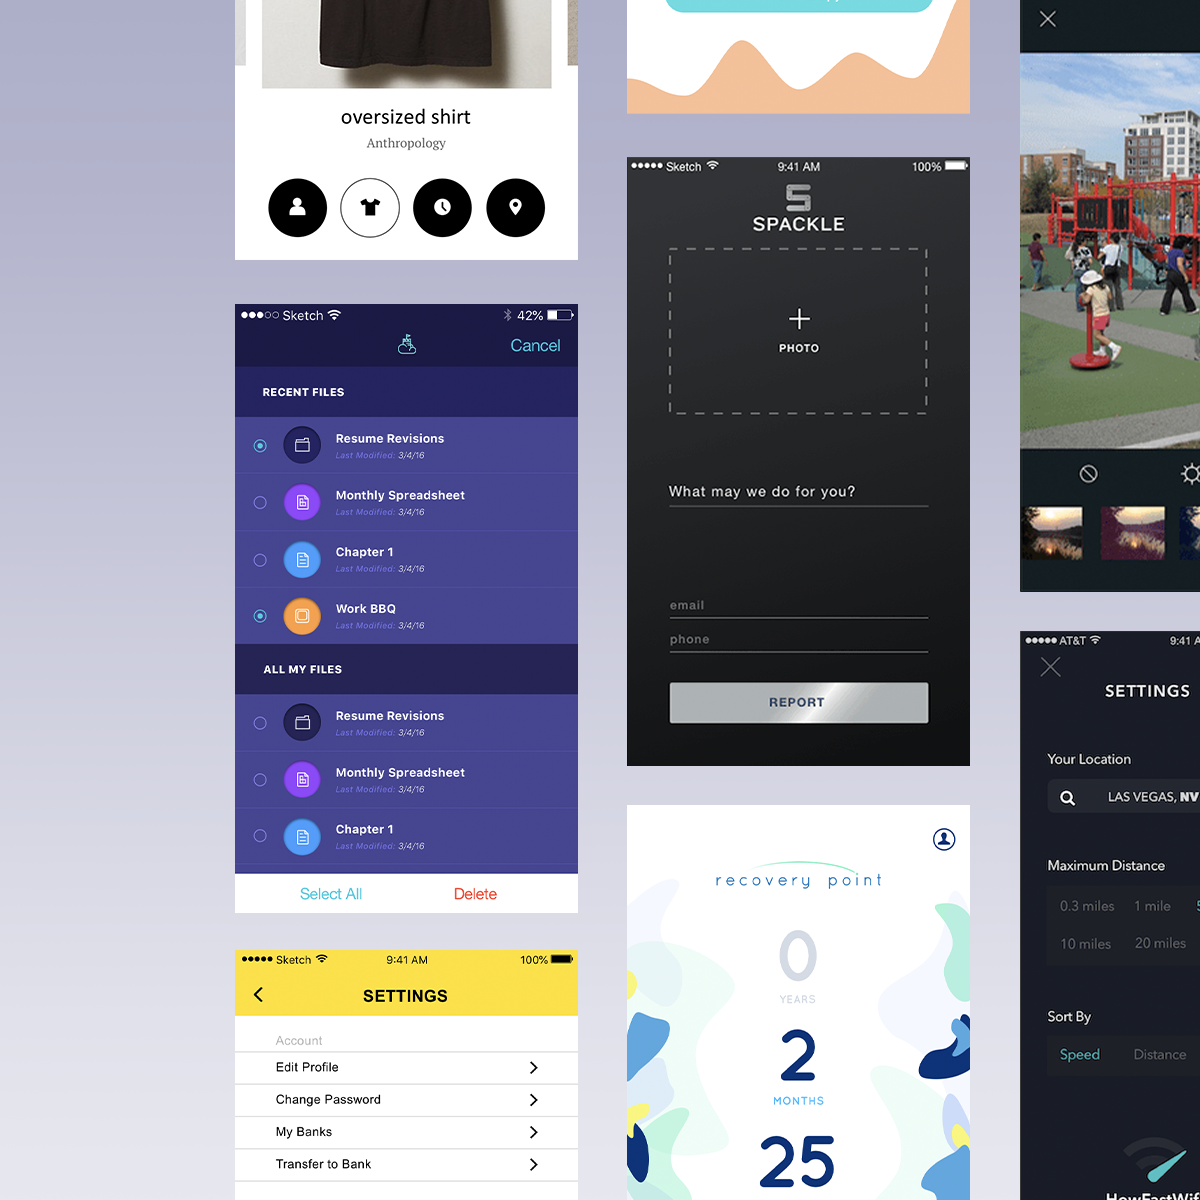 oversized shirt
Anthropology
Sketch 42%
Cancel
RECENT FILES
Resume Revisions
Last Modified: 3/4/16
Monthly Spreadsheet
Last Modified: 3/4/16
Chapter 1
Last Modified: 3/4/16
Work BBQ
Last Modified: 3/4/16
ALL MY FILES
Resume Revisions
Last Modified: 3/4/16
Monthly Spreadsheet
Last Modified: 3/4/16
Chapter 1
Last Modified: 3/4/16
Select All Delete
Sketch 9:41 AM 100%
SETTINGS
Account
Edit Profile
Change Password
My Banks
Transfer to Bank
Sketch 9:41 AM 100%
SPACKLE
PHOTO
What may we do for you?
email
phone
REPORT
recovery point
0
YEARS
2
MONTHS
25
AT&T 9:41 A
SETTINGS
Your Location
LAS VEGAS, NV
Maximum Distance
0.3 miles 1 mile
10 miles 20 miles
Sort By
Speed Distance
HowFastWif